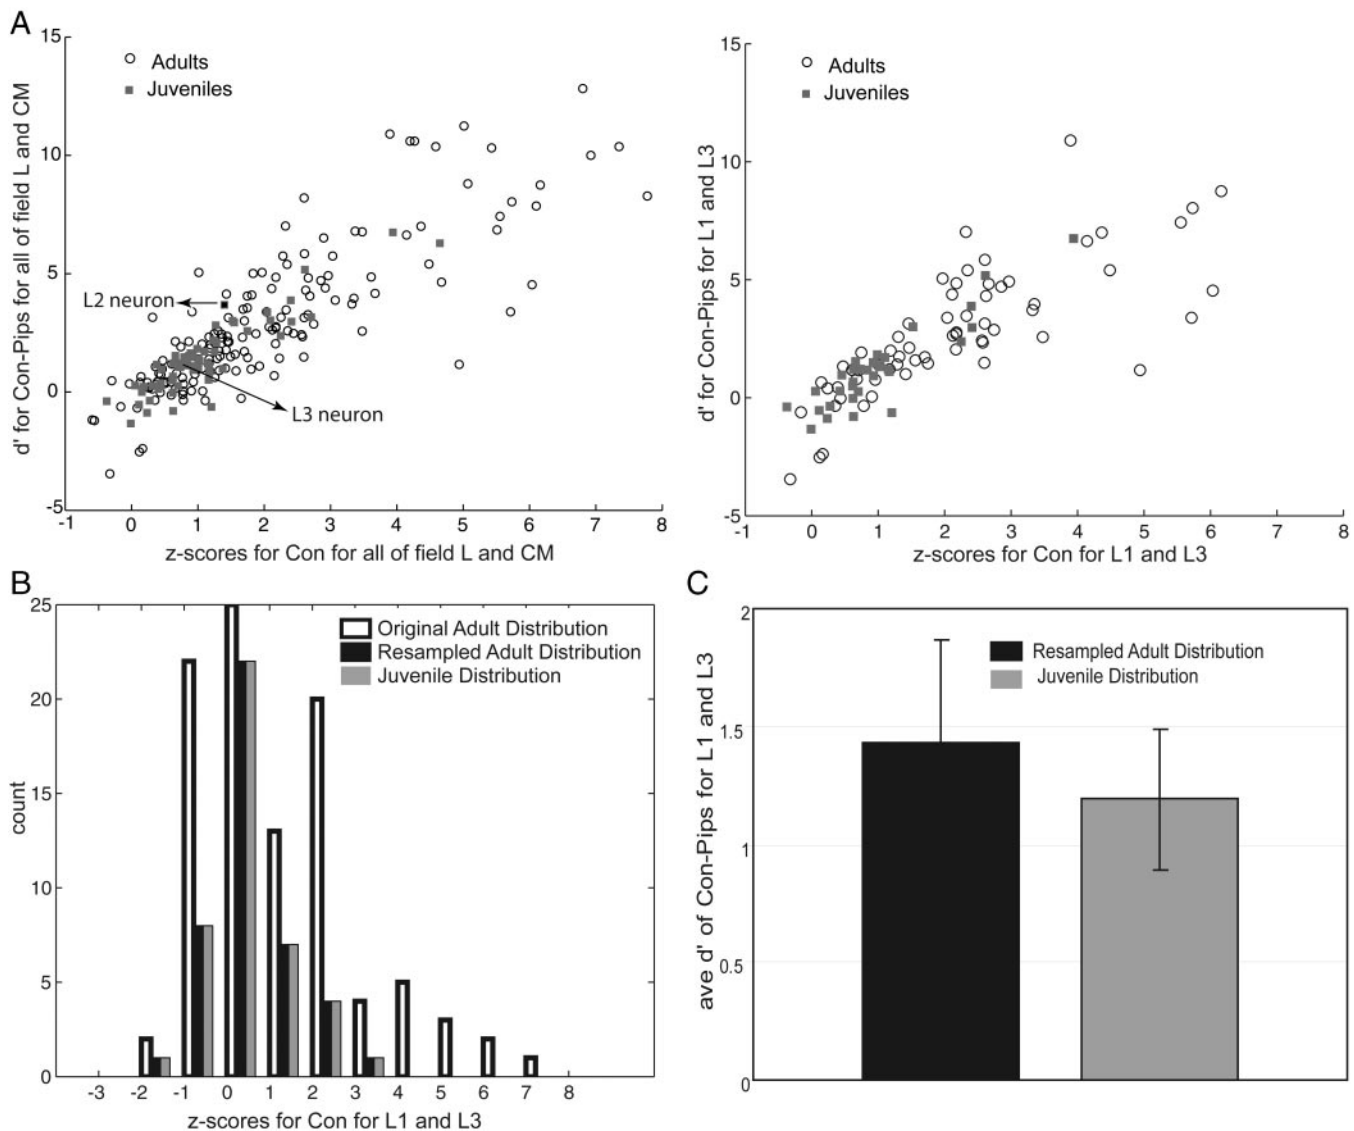 A
15
10
5
0
-5
d' for Con-Pips for all of field L and CM
Adults
Juveniles
L2 neuron
L3 neuron
-1 0 1 2 3 4 5 6 7 8
z-scores for Con for all of field L and CM
15
10
5
0
-5
d' for Con-Pips for L1 and L3
Adults
Juveniles
-1 0 1 2 3 4 5 6 7 8
z-scores for Con for L1 and L3
B
25
20
15
10
5
0
count
Original Adult Distribution
Resampled Adult Distribution
Juvenile Distribution
-3 -2 -1 0 1 2 3 4 5 6 7 8
z-scores for Con for L1 and L3
C
2
1.5
1
0.5
0
ave d' of Con-Pips for L1 and L3
Resampled Adult Distribution
Juvenile Distribution